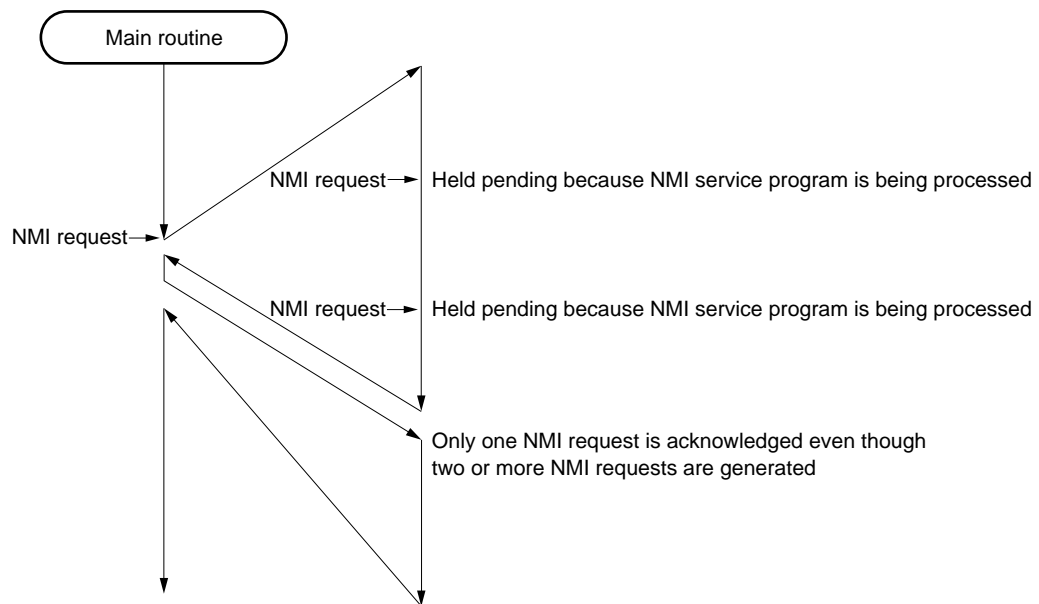 Main routine
NMI request
Held pending because NMI service program is being processed
NMI request
NMI request
Held pending because NMI service program is being processed
Only one NMI request is acknowledged even though
two or more NMI requests are generated